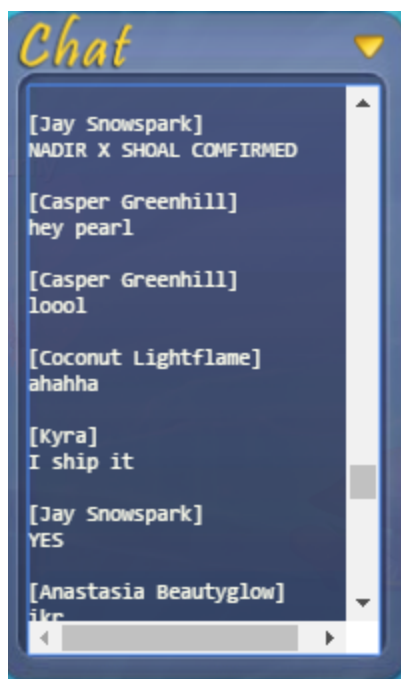 Chat
[Jay Snowspark]
NADIR X SHOAL COMFIRMED
[Casper Greenhill]
hey pearl
[Casper Greenhill]
loool
[Coconut Lightflame]
ahahha
[Kyra]
I ship it
[Jay Snowspark]
YES
[Anastasia Beautyglow]
ikr